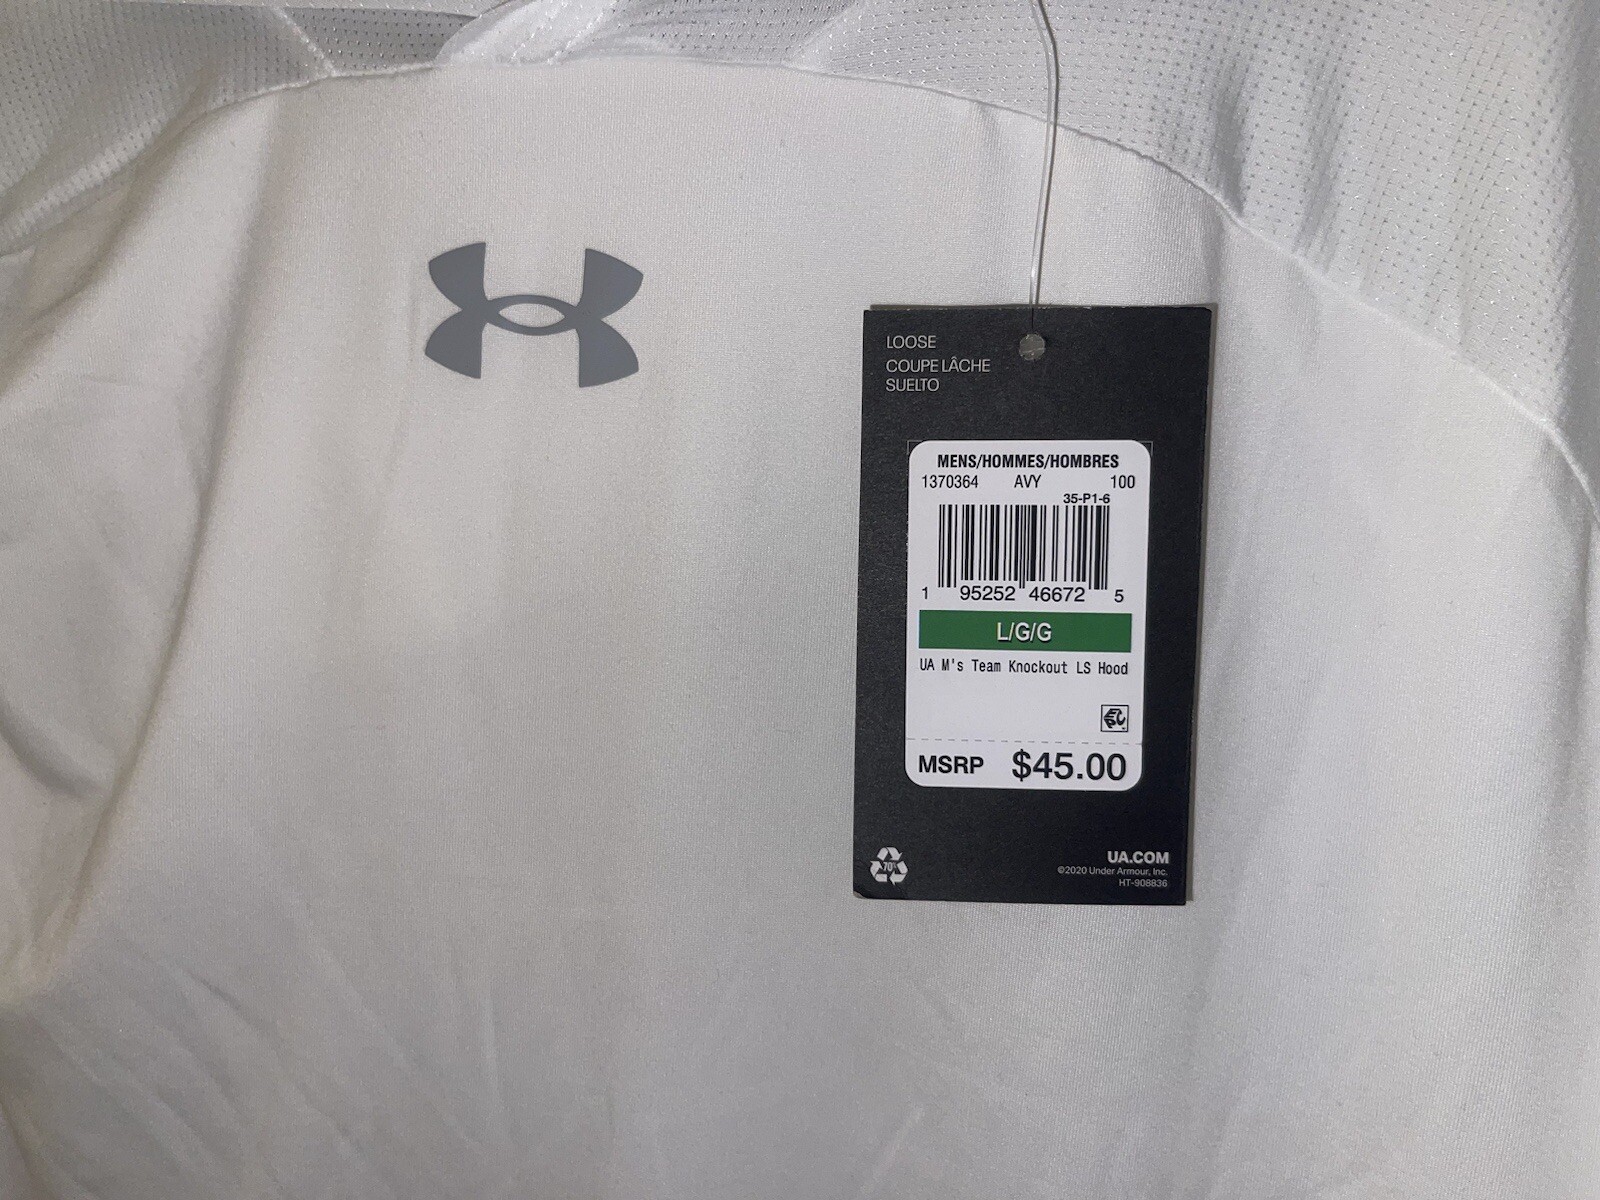 LOOSE
COUPE LÂCHE
SUELTO
MENS/HOMMES/HOMBRES
1370364 AVY 100
35-P1-6
1 95252 46672 5
L/G/G
UA M's Team Knockout LS Hood
MSRP $45.00
70%
UA.COM
©2020 Under Armour, Inc.
HT-908836